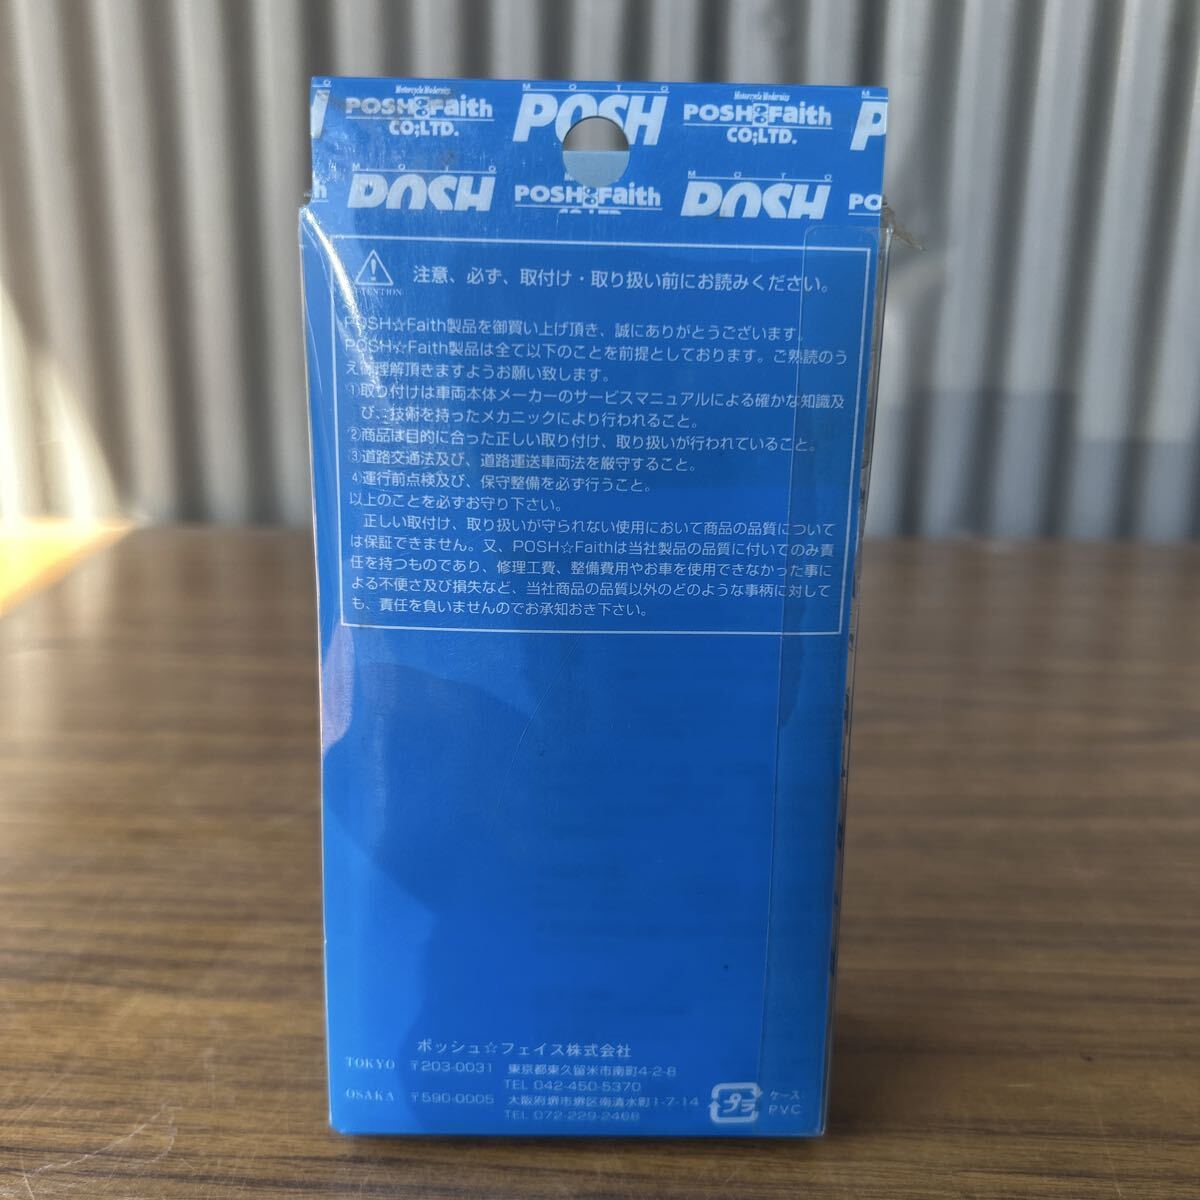 Motorcycle Modernics
POSH☆Faith
CO;LTD.
MOTO
POSH
Motorcycle Modernics
POSH☆Faith
CO;LTD.
MOTO
POSH
POSH☆Faith
MOTO
POSH
ATTENTION
注意、必ず、取付け・取り扱い前にお読みください。
POSH☆Faith製品を御買い上げ頂き、誠にありがとうございます。
POSH☆Faith製品は全て以下のことを前提としております。ご熟読のう
え御理解頂きますようお願い致します。
①取り付けは車両本体メーカーのサービスマニュアルによる確かな知識及
び、技術を持ったメカニックにより行われること。
②商品は目的に合った正しい取り付け、取り扱いが行われていること。
③道路交通法及び、道路運送車両法を厳守すること。
④運行前点検及び、保守整備を必ず行うこと。
以上のことを必ずお守り下さい。
正しい取付け、取り扱いが守られない使用において商品の品質について
は保証できません。又、POSH☆Faithは当社製品の品質に付いてのみ責
任を持つものであり、修理工費、整備費用やお車を使用できなかった事に
よる不便さ及び損失など、当社商品の品質以外のどのような事柄に対して
も、責任を負いませんのでお承知おき下さい。
ポッシュ☆フェイス株式会社
TOKYO 〒203-0031 東京都東久留米市南町4-2-8
TEL 042-450-5370
OSAKA 〒590-0005 大阪府堺市堺区南清水町1-7-14
TEL 072-229-2468
プラ
ケース
PVC